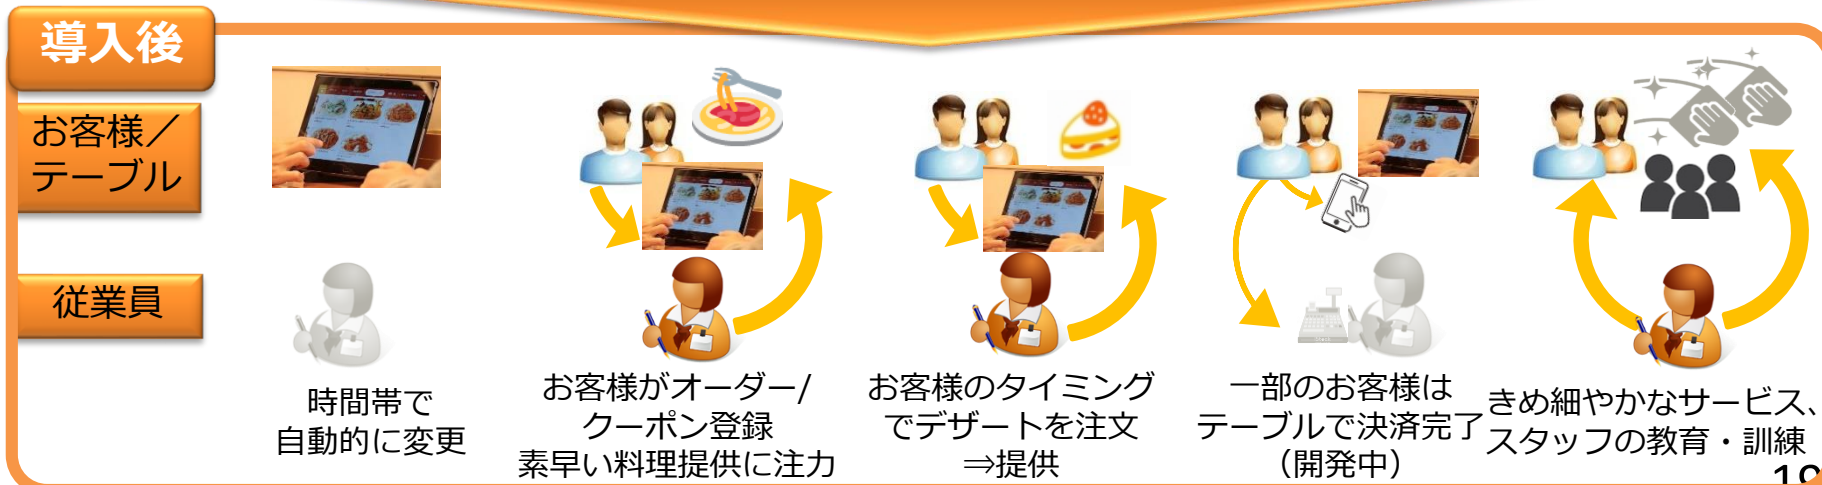 導入後
お客様／
テーブル
従業員
時間帯で
自動的に変更
お客様がオーダー/
クーポン登録
素早い料理提供に注力
お客様のタイミング
でデザートを注文
⇒提供
一部のお客様は
テーブルで決済完了
（開発中）
きめ細やかなサービス、
スタッフの教育・訓練
19